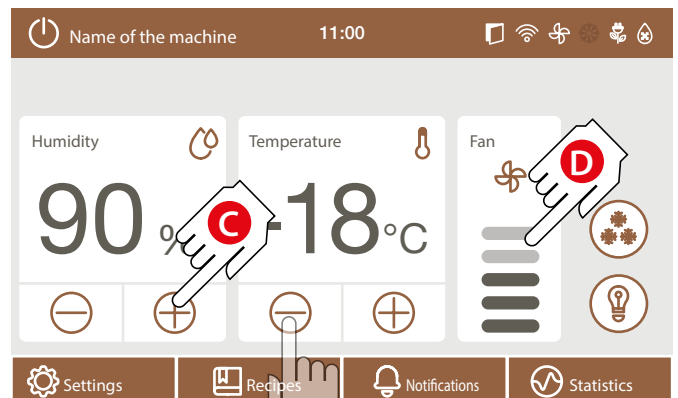 Name of the machine
11:00
Humidity
Temperature
Fan
90 %
-18°C
C
D
Settings
Recipes
Notifications
Statistics